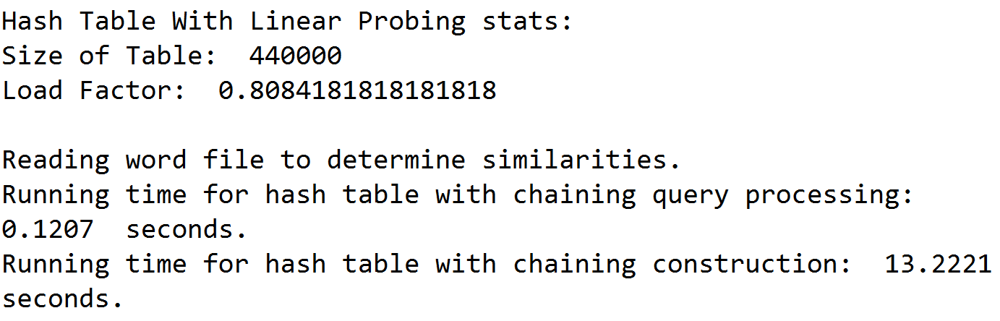 Hash Table With Linear Probing stats:
Size of Table:  440000
Load Factor:  0.8084181818181818
Reading word file to determine similarities.
Running time for hash table with chaining query processing:
0.1207  seconds.
Running time for hash table with chaining construction:  13.2221
seconds.